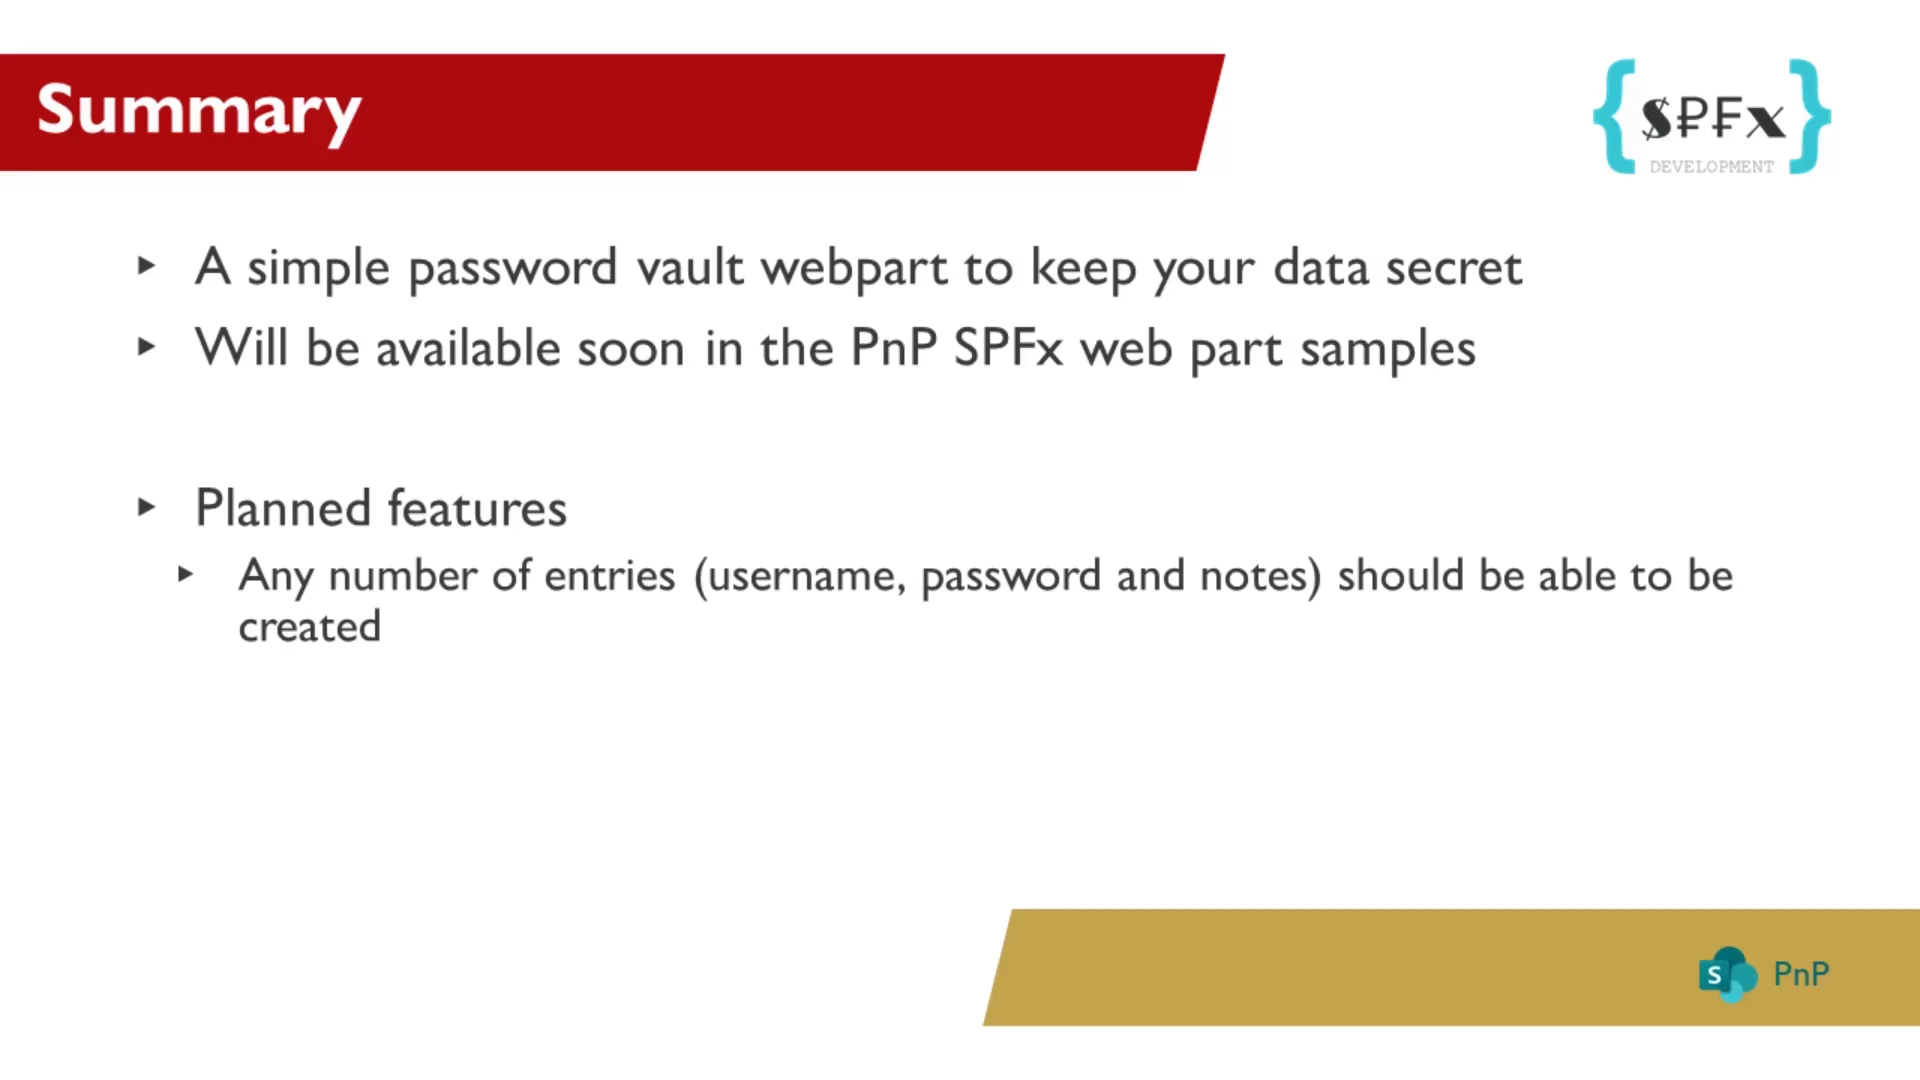 Summary
{$PFx}
DEVELOPMENT
A simple password vault webpart to keep your data secret
Will be available soon in the PnP SPFx web part samples
Planned features
Any number of entries (username, password and notes) should be able to be
created
S PnP